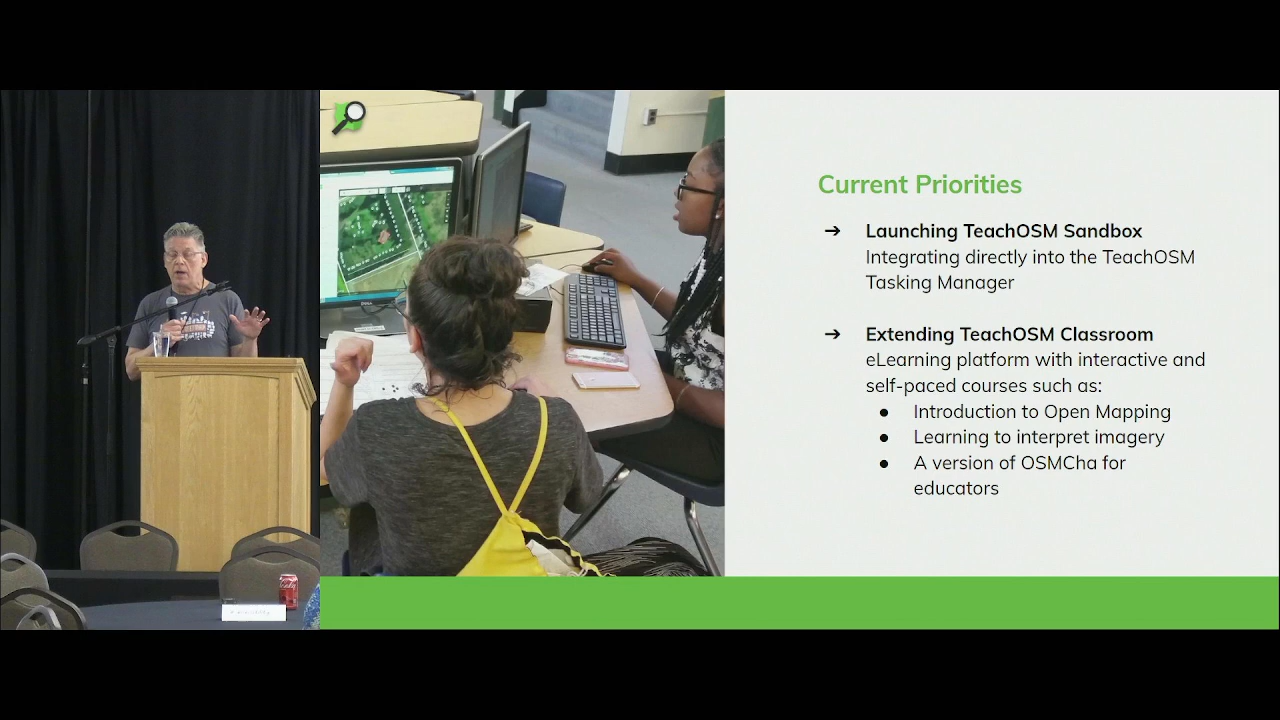 Current Priorities
➔ Launching TeachOSM Sandbox
Integrating directly into the TeachOSM
Tasking Manager
➔ Extending TeachOSM Classroom
eLearning platform with interactive and
self-paced courses such as:
● Introduction to Open Mapping
● Learning to interpret imagery
● A version of OSMCha for
educators